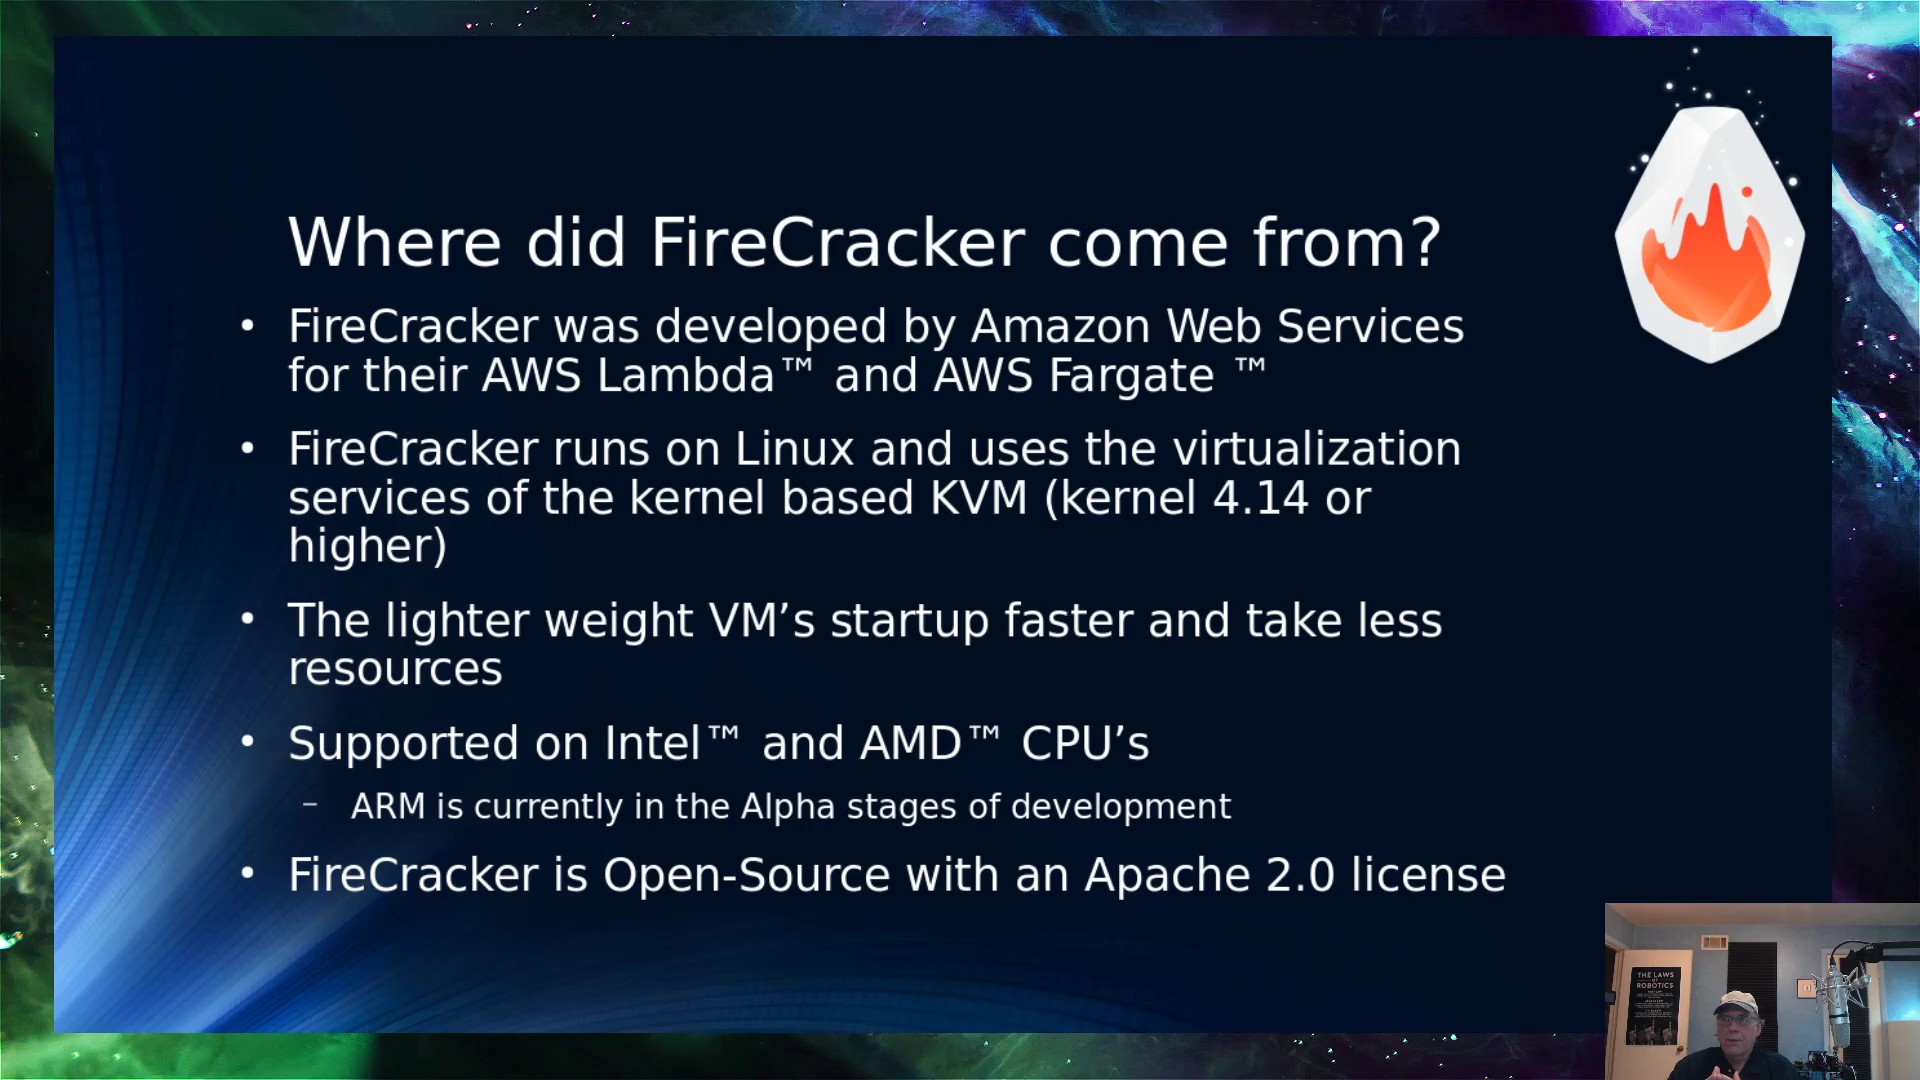 Where did FireCracker come from?
• FireCracker was developed by Amazon Web Services
for their AWS Lambda™ and AWS Fargate ™
• FireCracker runs on Linux and uses the virtualization
services of the kernel based KVM (kernel 4.14 or
higher)
• The lighter weight VM’s startup faster and take less
resources
• Supported on Intel™ and AMD™ CPU’s
– ARM is currently in the Alpha stages of development
• FireCracker is Open-Source with an Apache 2.0 license
THE LAWS
OF
ROBOTICS